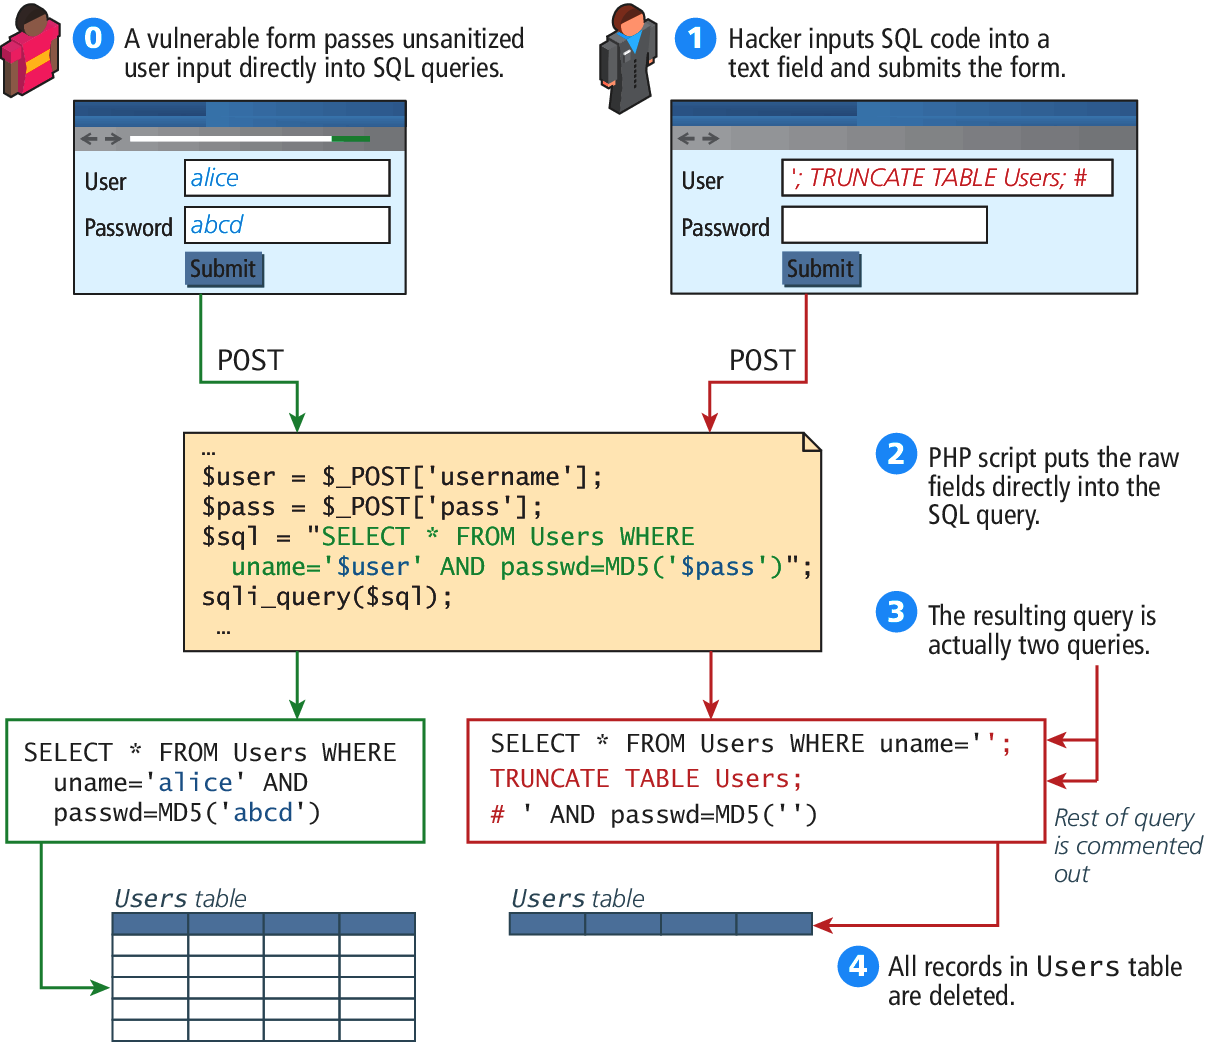 0 A vulnerable form passes unsanitized
user input directly into SQL queries.
1 Hacker inputs SQL code into a
text field and submits the form.
User alice
Password abcd
Submit
User '; TRUNCATE TABLE Users; #
Password
Submit
POST
POST
…
$user = $_POST['username'];
$pass = $_POST['pass'];
$sql = "SELECT * FROM Users WHERE
uname='$user' AND passwd=MD5('$pass')";
sqli_query($sql);
…
2 PHP script puts the raw
fields directly into the
SQL query.
3 The resulting query is
actually two queries.
SELECT * FROM Users WHERE
uname='alice' AND
passwd=MD5('abcd')
SELECT * FROM Users WHERE uname='';
TRUNCATE TABLE Users;
# ' AND passwd=MD5('')
Rest of query
is commented
out
Users table
Users table
4 All records in Users table
are deleted.